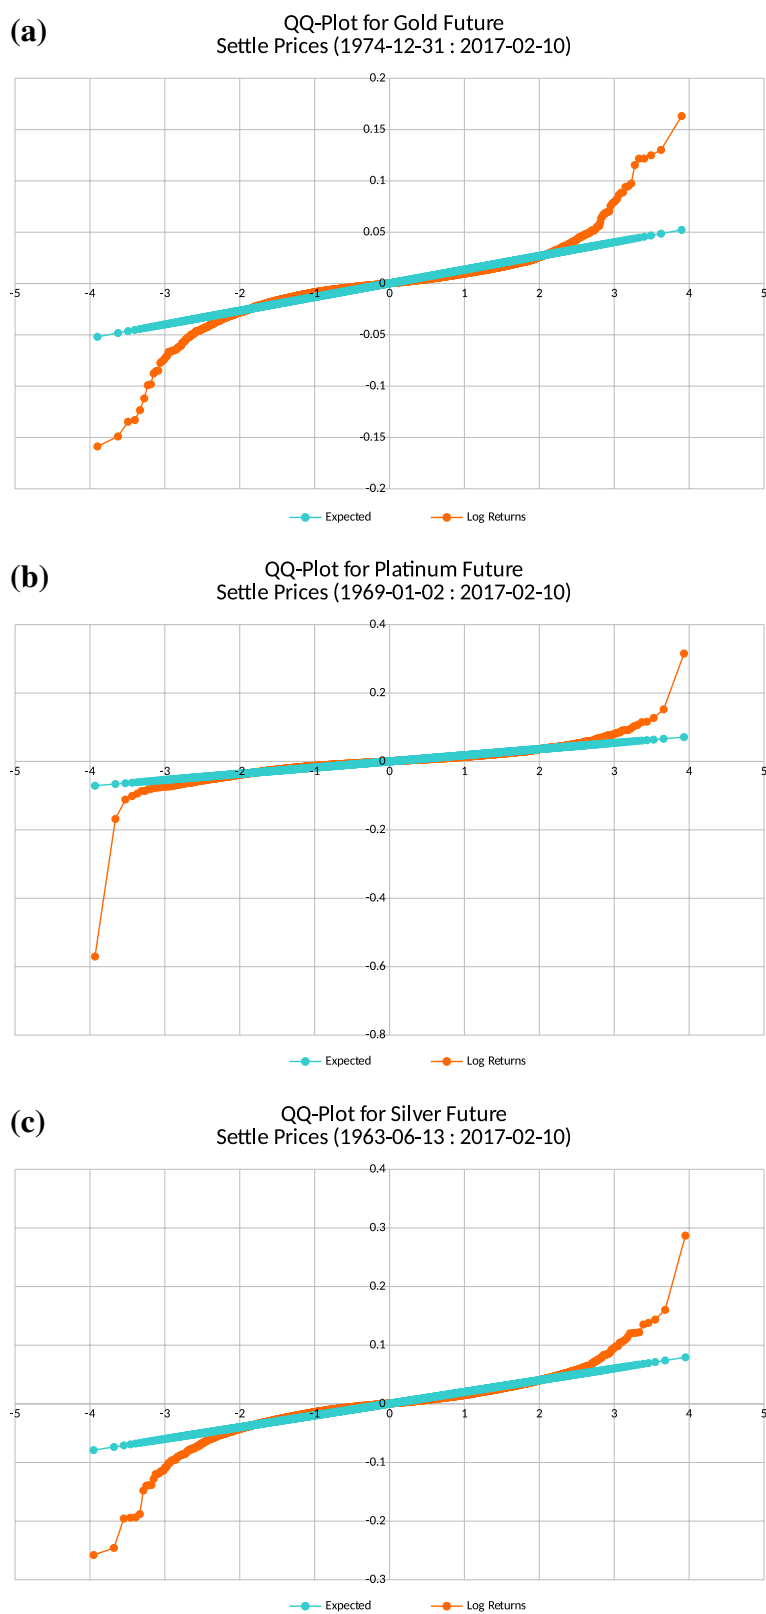 (a)
QQ-Plot for Gold Future
Settle Prices (1974-12-31 : 2017-02-10)
0.2
0.15
0.1
0.05
0
-5 -4 -3 -2 -1 1 2 3 4 5
-0.05
-0.1
-0.15
-0.2
Expected Log Returns
(b)
QQ-Plot for Platinum Future
Settle Prices (1969-01-02 : 2017-02-10)
0.4
0.2
0
-5 -4 -3 -2 -1 0 1 2 3 4 5
-0.2
-0.4
-0.6
-0.8
Expected Log Returns
(c)
QQ-Plot for Silver Future
Settle Prices (1963-06-13 : 2017-02-10)
0.4
0.3
0.2
0.1
0
-5 -4 -3 -2 -1 0 1 2 3 4 5
-0.1
-0.2
-0.3
Expected Log Returns